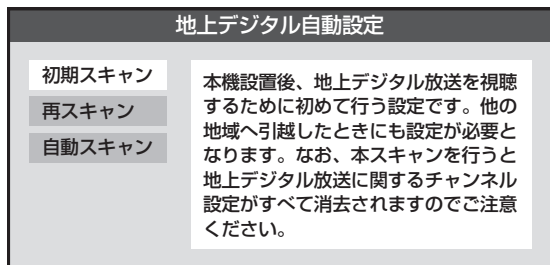 地上デジタル自動設定
初期スキャン
再スキャン
自動スキャン
本機設置後、地上デジタル放送を視聴
するために初めて行う設定です。他の
地域へ引越したときにも設定が必要と
なります。なお、本スキャンを行うと
地上デジタル放送に関するチャンネル
設定がすべて消去されますのでご注意
ください。